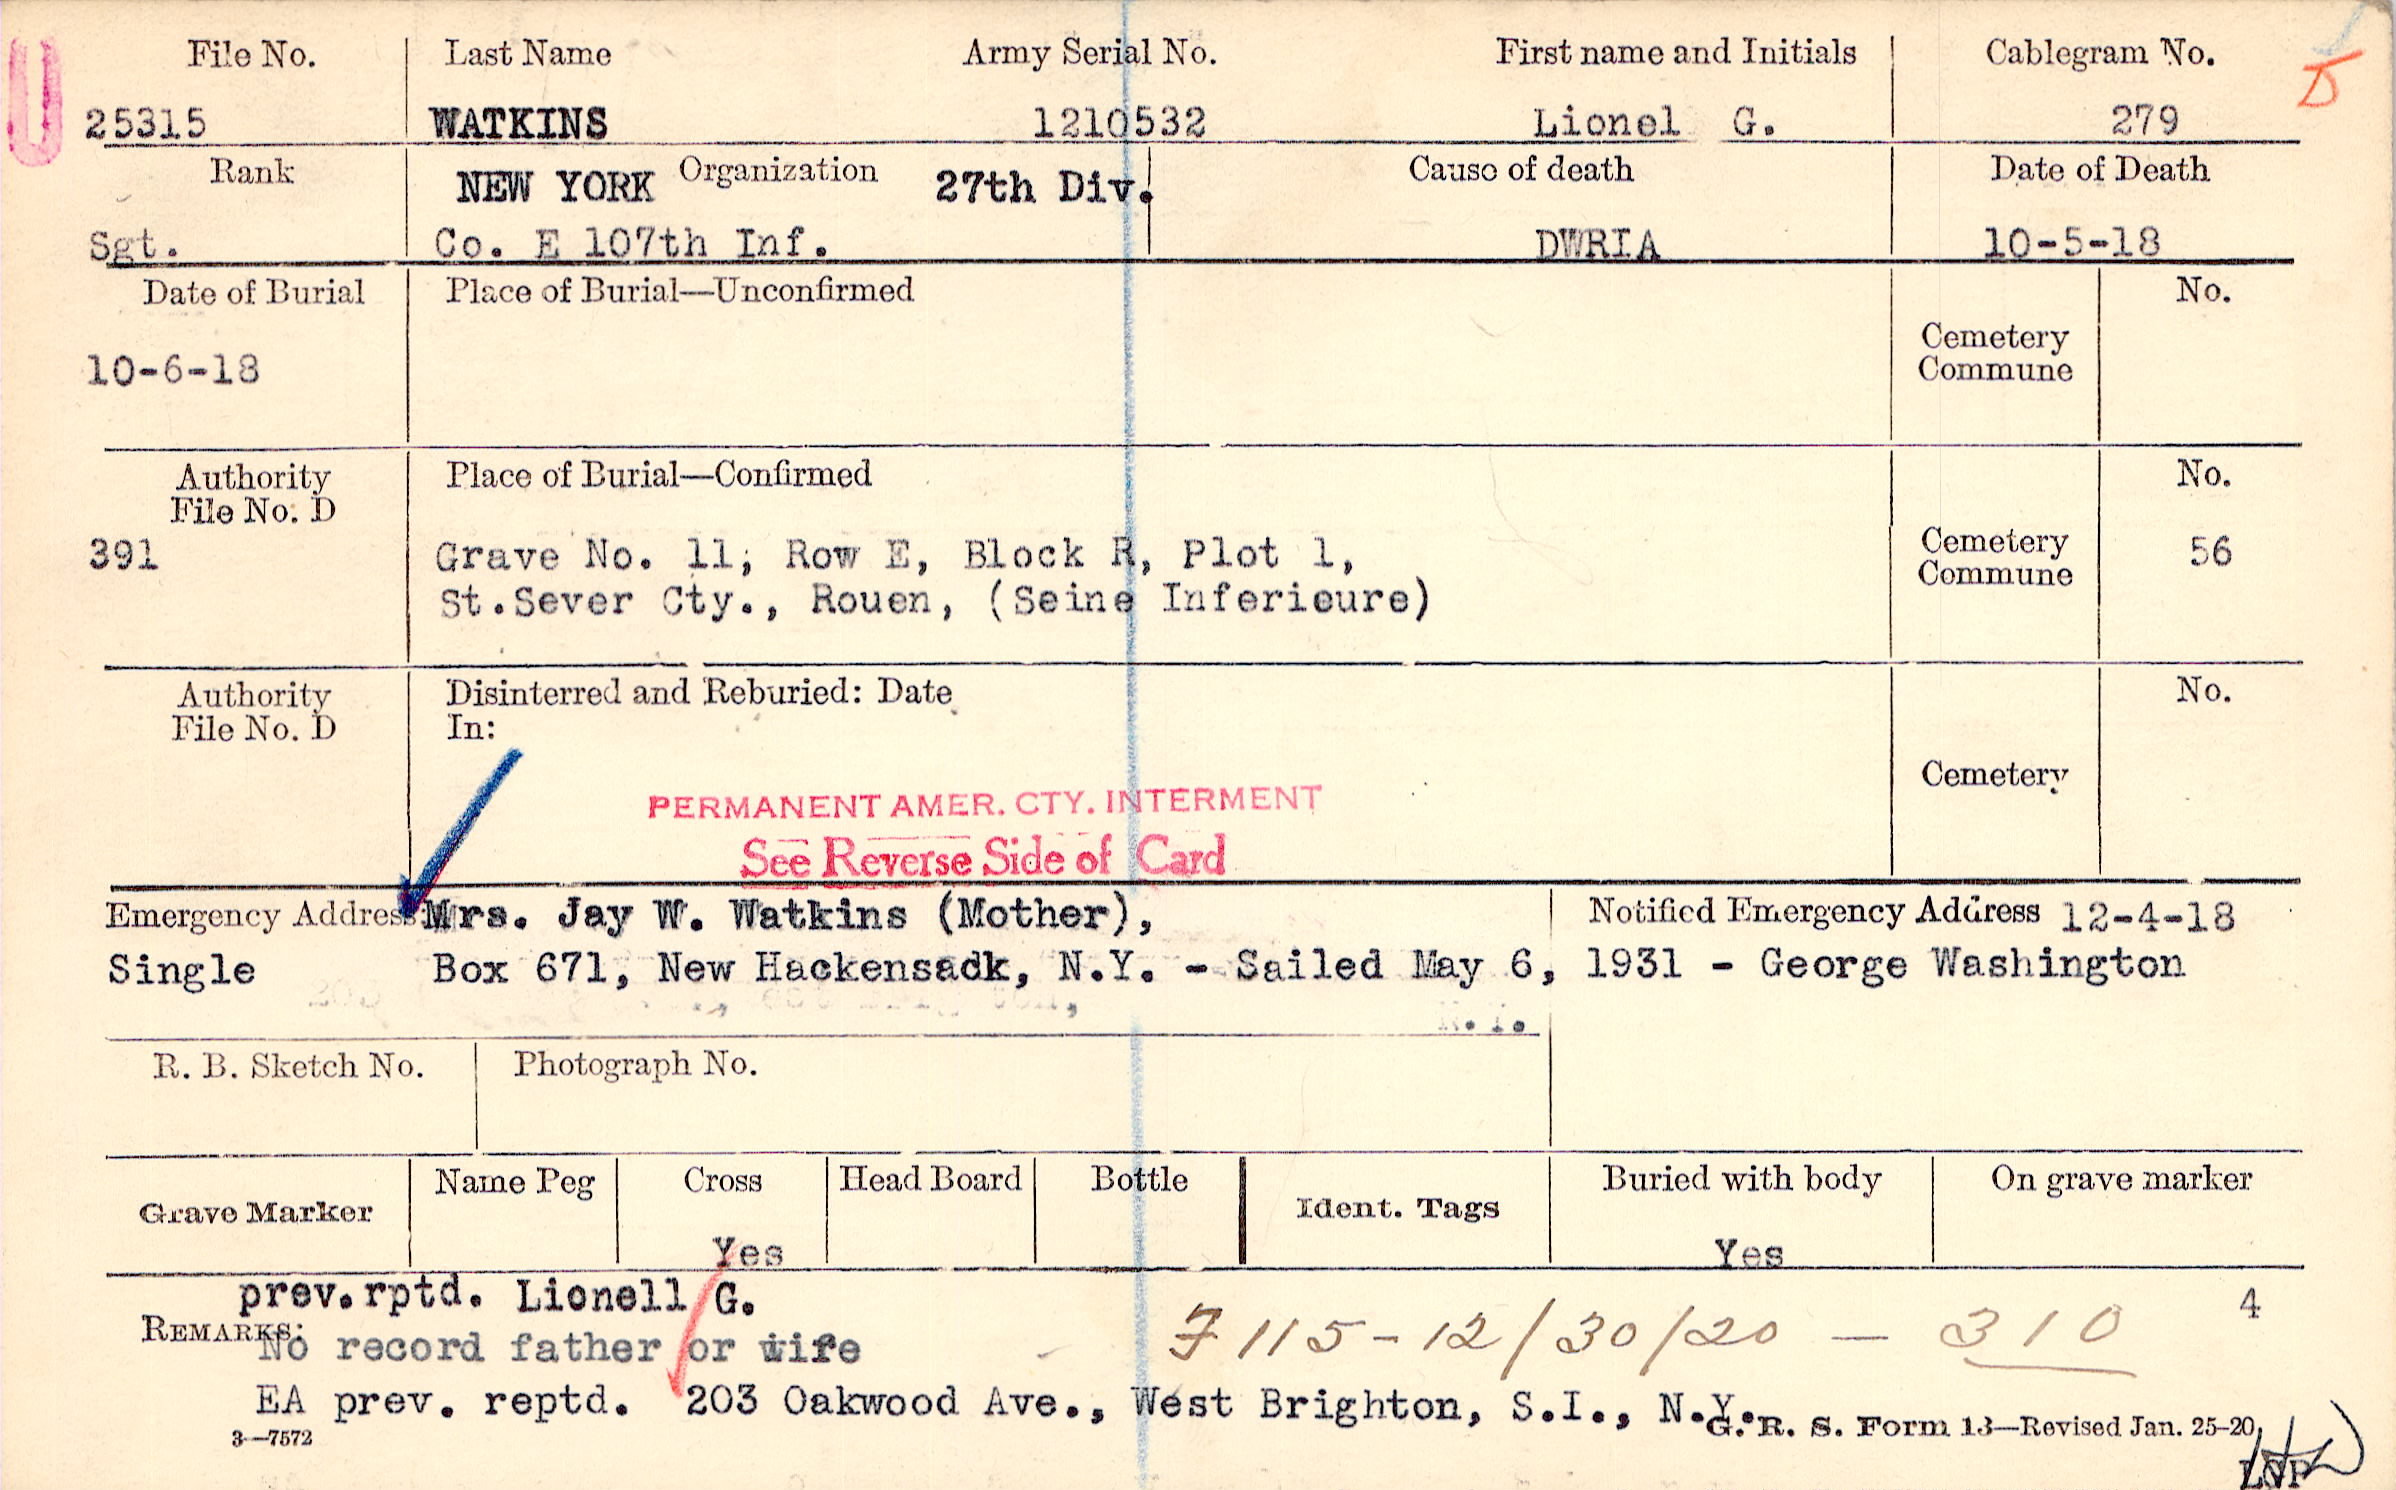 U
File No. Last Name Army Serial No. First name and Initials Cablegram No.
25315 WATKINS 1210532 Lionel G. 279
Rank NEW YORK Organization 27th Div. Cause of death Date of Death
Sgt. Co. E 107th Inf. DWRIA 10-5-18
Date of Burial Place of Burial—Unconfirmed No.
10-6-18 Cemetery
Commune
Authority Place of Burial—Confirmed No.
File No. D
391 Grave No. 11, Row E, Block R, Plot 1, Cemetery 56
Commune
St.Sever Cty., Rouen, (Seine Inferieure)
Authority Disinterred and Reburied: Date No.
File No. D In:
Cemetery
PERMANENT AMER. CTY. INTERMENT
See Reverse Side of Card
Emergency Address Mrs. Jay W. Watkins (Mother), Notified Emergency Address 12-4-18
Single Box 671, New Hackensadk, N.Y. - Sailed May 6, 1931 - George Washington
R. B. Sketch No. Photograph No.
Grave Marker Name Peg Cross Head Board Bottle Ident. Tags Buried with body On grave marker
Yes Yes
prev.rptd. Lionell G. 4
REMARKS: No record father or wife 7115-12/30/20 — 310
EA prev. reptd. 203 Oakwood Ave., West Brighton, S.I., N.Y.
3—7572 G. R. S. Form 13—Revised Jan. 25-20